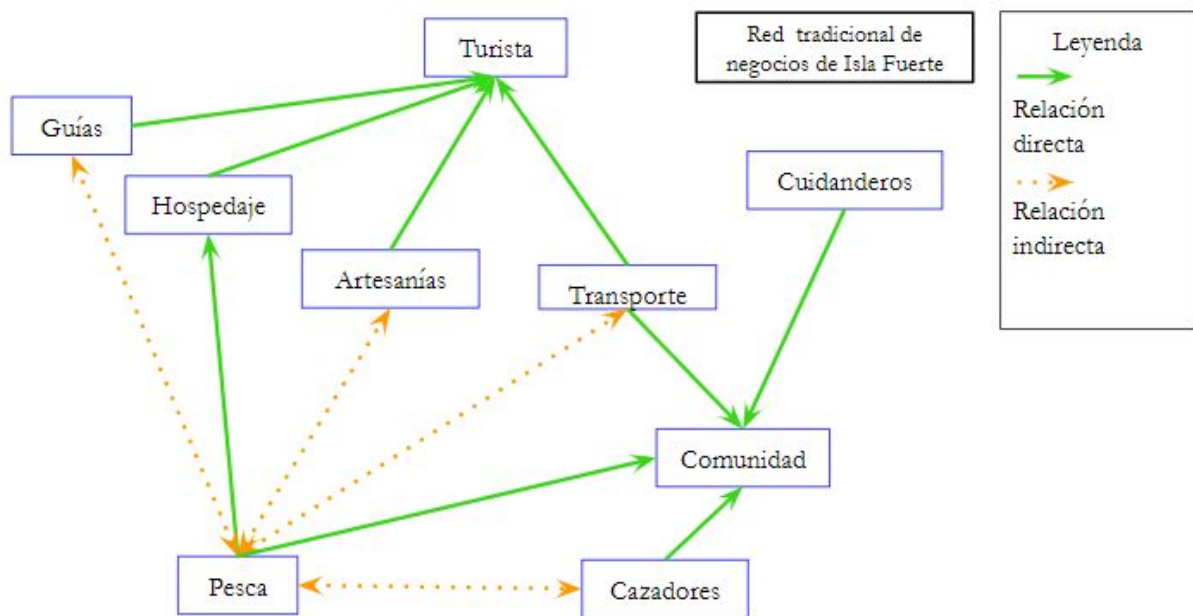 Turista
Red tradicional de
negocios de Isla Fuerte
Leyenda
Relación
directa
Relación
indirecta
Guías
Hospedaje
Cuidanderos
Artesanías
Transporte
Comunidad
Pesca
Cazadores